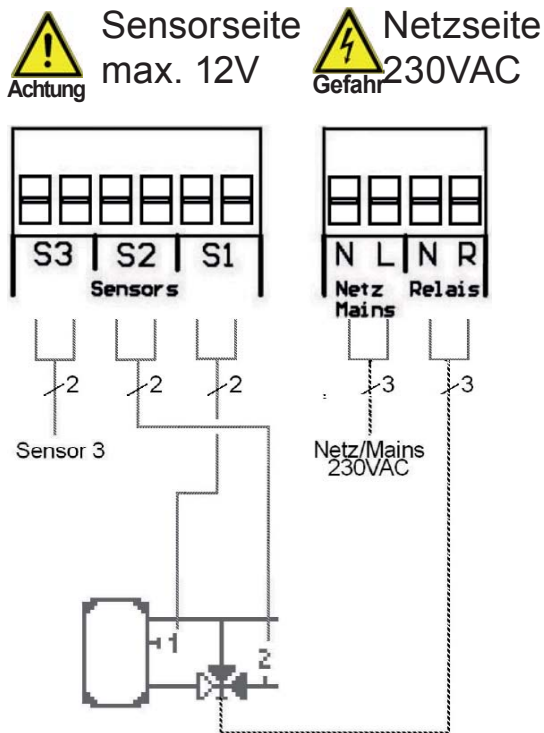 Sensorseite
max. 12V
Achtung
Netzseite
230VAC
Gefahr
S3 S2 S1
Sensors
N L N R
Netz Relais
Mains
2 2 2 3 3
Sensor 3
Netz/Mains
230VAC
1
2